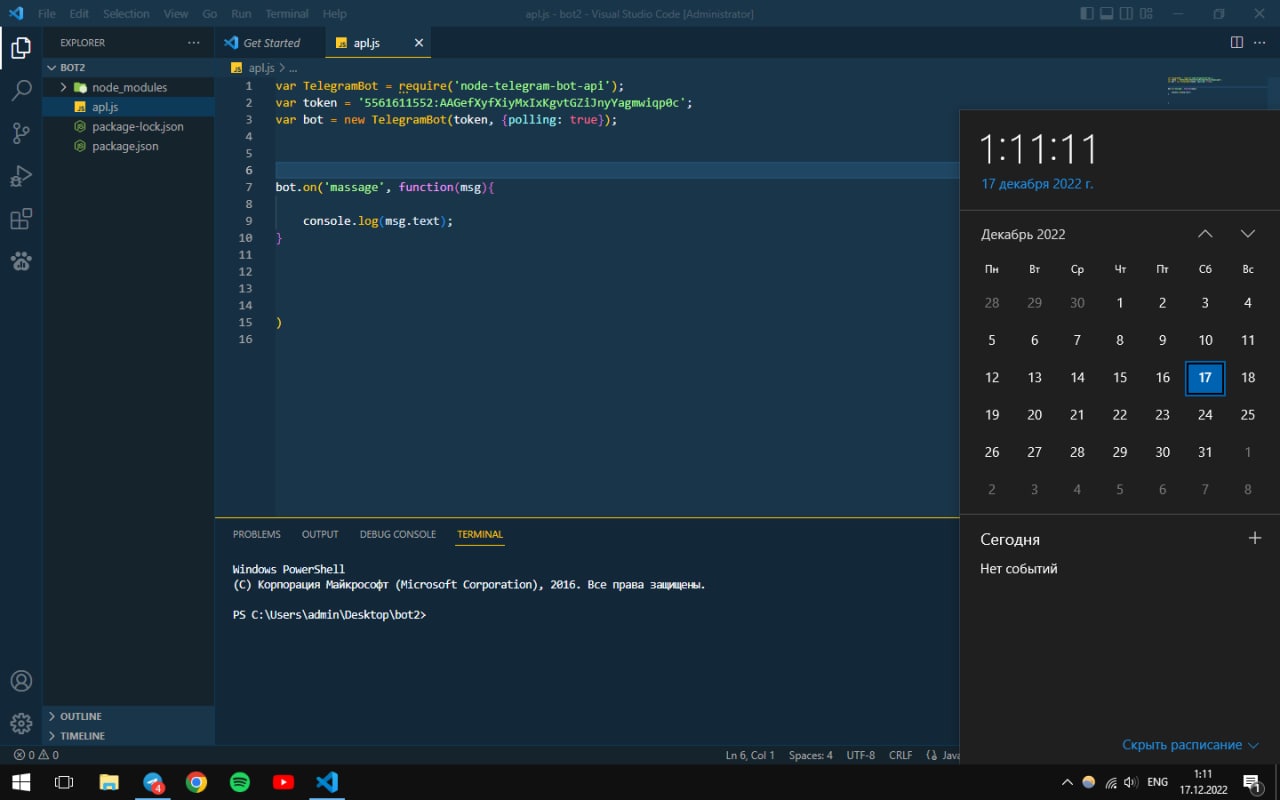 File Edit Selection View Go Run Terminal Help
apl.js - bot2 - Visual Studio Code [Administrator]
EXPLORER
Get Started
apl.js
BOT2
node_modules
apl.js
package-lock.json
package.json
apl.js > ...
1 var TelegramBot = require('node-telegram-bot-api');
2 var token = '5561611552:AAGefXyfXiyMxIxKgvtGZiJnyYagmwiqp0c';
3 var bot = new TelegramBot(token, {polling: true});
4
5
6
7 bot.on('massage', function(msg){
8
9 console.log(msg.text);
10 }
11
12
13
14
15 )
16
PROBLEMS OUTPUT DEBUG CONSOLE TERMINAL
Windows PowerShell
(C) Корпорация Майкрософт (Microsoft Corporation), 2016. Все права защищены.
PS C:\Users\admin\Desktop\bot2>
OUTLINE
TIMELINE
0 0
Ln 6, Col 1 Spaces: 4 UTF-8 CRLF Java
1:11:11
17 декабря 2022 г.
Декабрь 2022
Пн Вт Ср Чт Пт Сб Вс
28 29 30 1 2 3 4
5 6 7 8 9 10 11
12 13 14 15 16 17 18
19 20 21 22 23 24 25
26 27 28 29 30 31 1
2 3 4 5 6 7 8
Сегодня
Нет событий
Скрыть расписание
4
ENG
1:11
17.12.2022
1